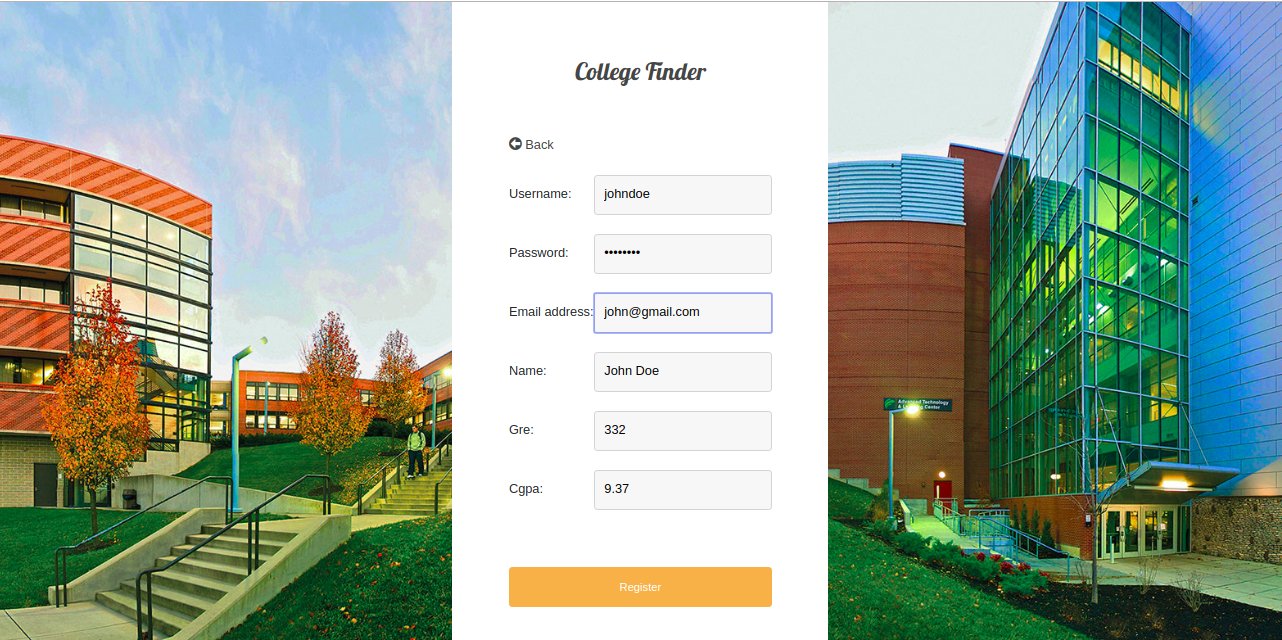 College Finder
Back
Username: johndoe
Password: ••••••••
Email address: john@gmail.com
Name: John Doe
Gre: 332
Cgpa: 9.37
Register
Advanced Technology
& Learning Center